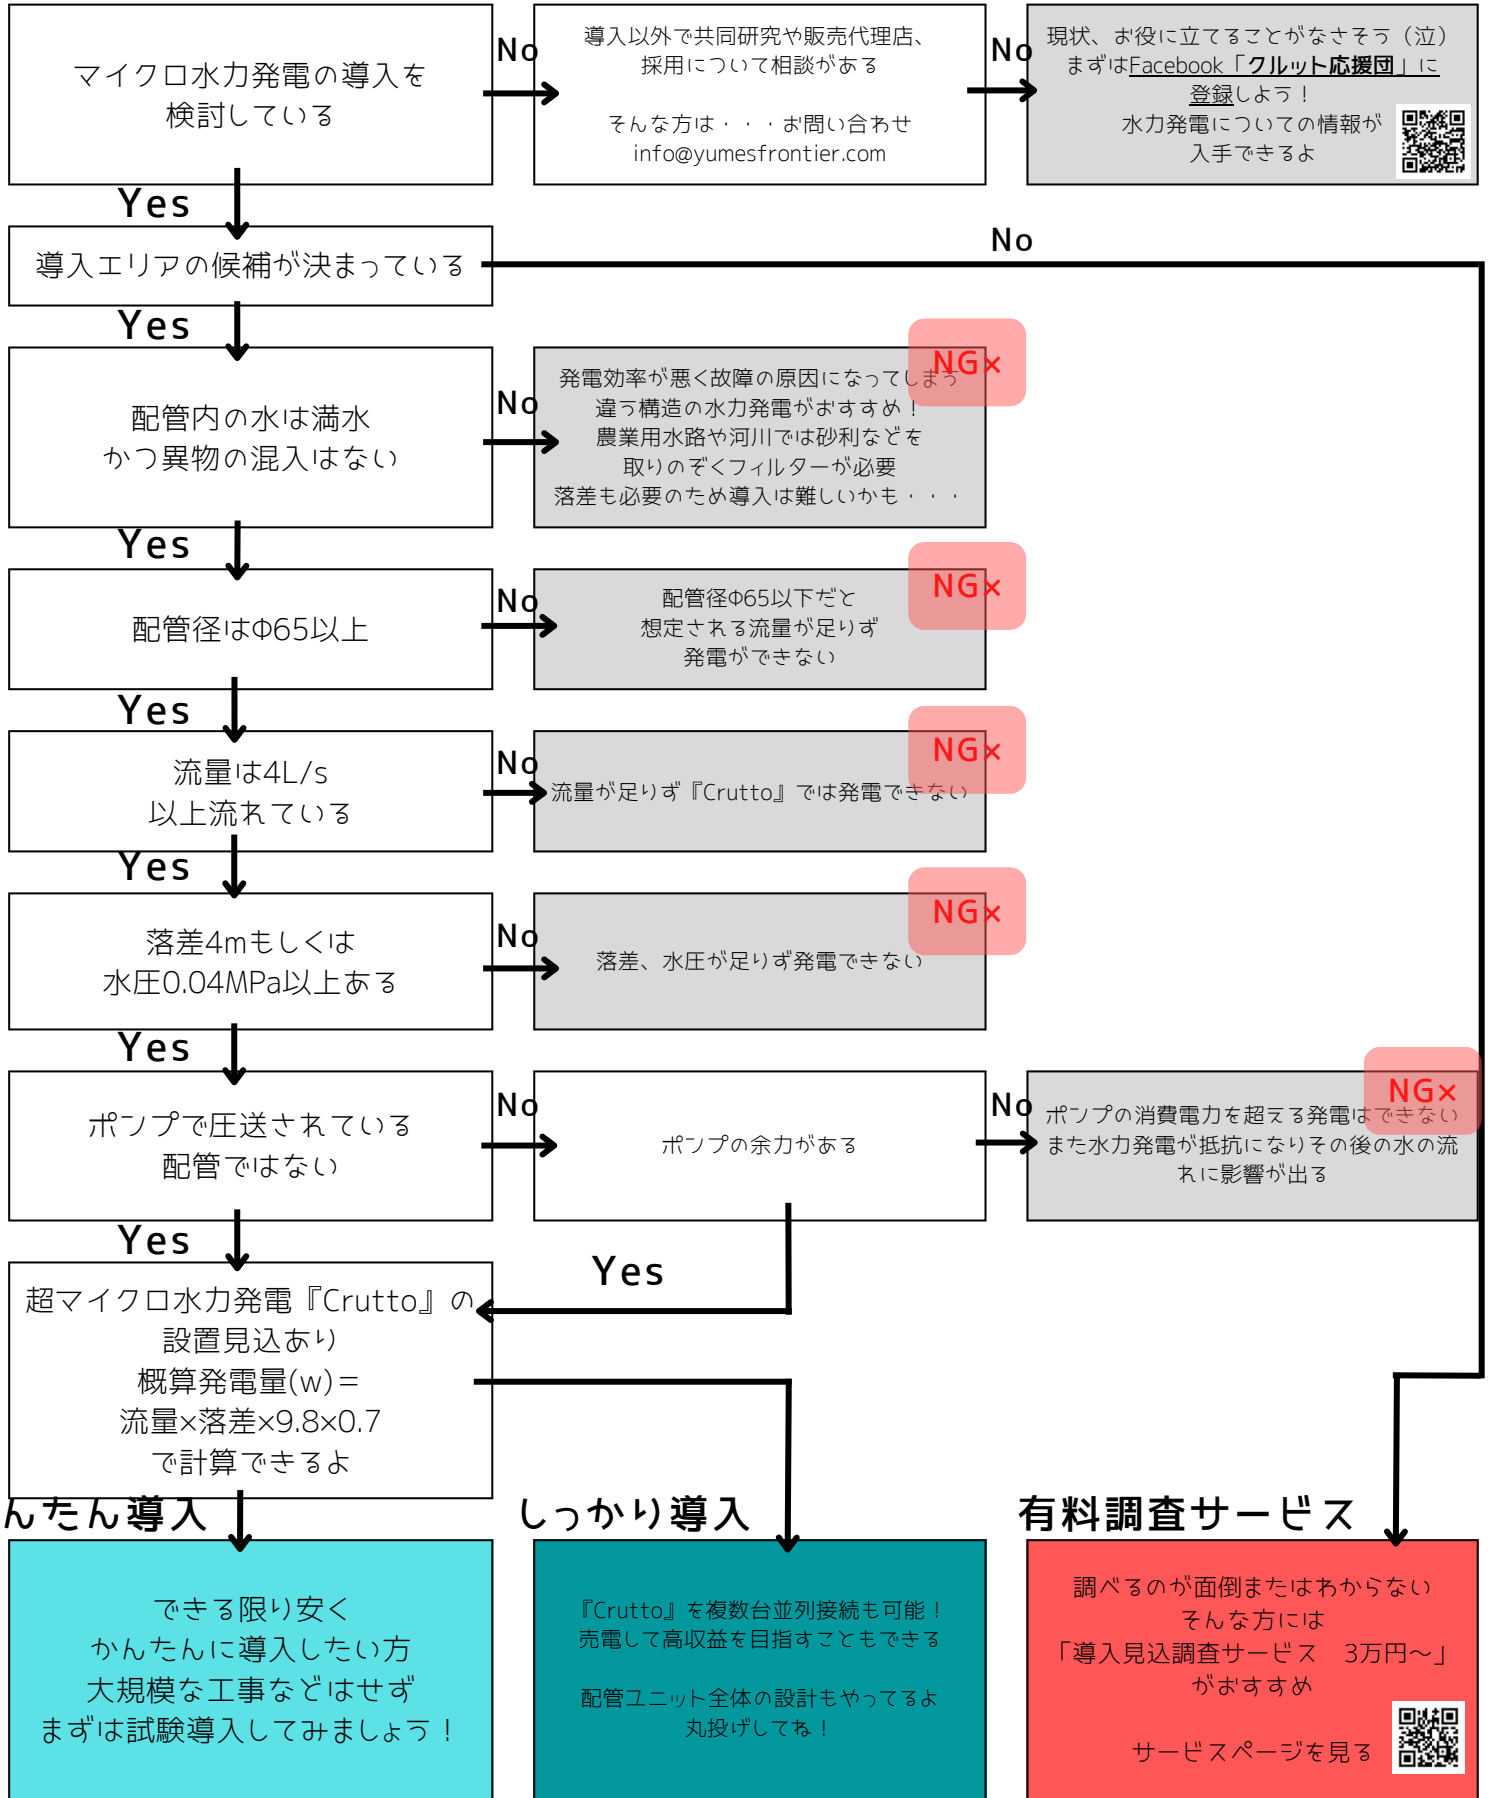 マイクロ水力発電の導入を
検討している
No
導入以外で共同研究や販売代理店、
採用について相談がある
そんな方は・・・お問い合わせ
info@yumesfrontier.com
No
現状、お役に立てることがなさそう（泣）
まずはFacebook「クルット応援団」に
登録しよう！
水力発電についての情報が
入手できるよ
Yes
導入エリアの候補が決まっている
No
Yes
配管内の水は満水
かつ異物の混入はない
No
NG×
発電効率が悪く故障の原因になってしまう
違う構造の水力発電がおすすめ！
農業用水路や河川では砂利などを
取りのぞくフィルターが必要
落差も必要のため導入は難しいかも・・・
Yes
配管径はΦ65以上
No
NG×
配管径Φ65以下だと
想定される流量が足りず
発電ができない
Yes
流量は4L/s
以上流れている
No
NG×
流量が足りず『Crutto』では発電できない
Yes
落差4mもしくは
水圧0.04MPa以上ある
No
NG×
落差、水圧が足りず発電できない
Yes
ポンプで圧送されている
配管ではない
No
ポンプの余力がある
No
NG×
ポンプの消費電力を超える発電はできない
また水力発電が抵抗になりその後の水の流
れに影響が出る
Yes
Yes
超マイクロ水力発電『Crutto』の
設置見込あり
概算発電量(w)＝
流量×落差×9.8×0.7
で計算できるよ
んたん導入
できる限り安く
かんたんに導入したい方
大規模な工事などはせず
まずは試験導入してみましょう！
しっかり導入
『Crutto』を複数台並列接続も可能！
売電して高収益を目指すこともできる
配管ユニット全体の設計もやってるよ
丸投げしてね！
有料調査サービス
調べるのが面倒またはわからない
そんな方には
「導入見込調査サービス　3万円～」
がおすすめ
サービスページを見る